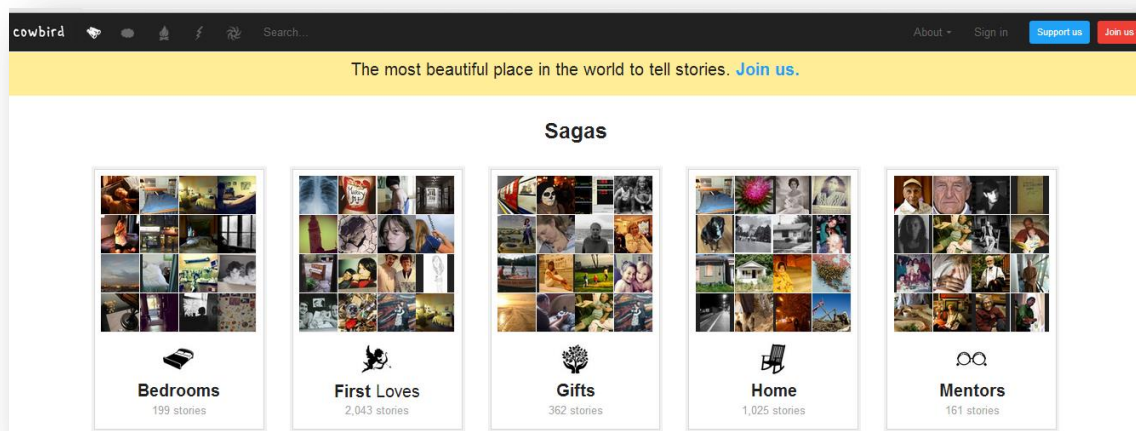 cowbird Search... About Sign in Support us Join us
The most beautiful place in the world to tell stories. Join us.
Sagas
Bedrooms First Loves Gifts Home Mentors
199 stories 2,043 stories 362 stories 1,025 stories 161 stories